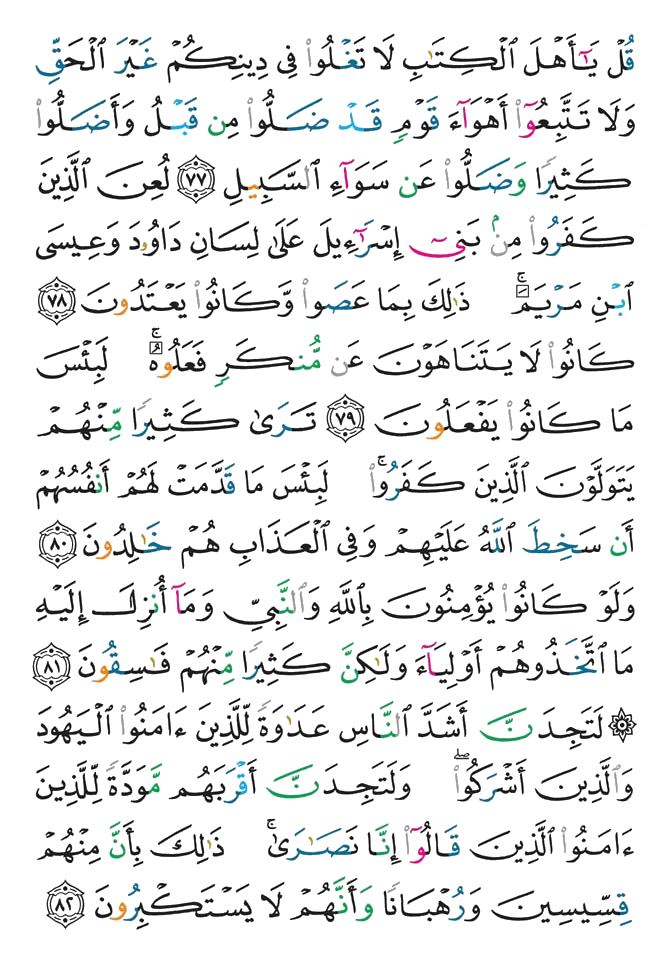 قُلْ يَـٰٓأَهْلَ ٱلْكِتَـٰبِ لَا تَغْلُوا۟ فِى دِينِكُمْ غَيْرَ ٱلْحَقِّ
وَلَا تَتَّبِعُوٓا۟ أَهْوَآءَ قَوْمٍ قَدْ ضَلُّوا۟ مِن قَبْلُ وَأَضَلُّوا۟
كَثِيرًا وَضَلُّوا۟ عَن سَوَآءِ ٱلسَّبِيلِ ٧٧ لُعِنَ ٱلَّذِينَ
كَفَرُوا۟ مِنۢ بَنِىٓ إِسْرَٰٓءِيلَ عَلَىٰ لِسَانِ دَاوُۥدَ وَعِيسَى
ٱبْنِ مَرْيَمَ ۚ ذَٰلِكَ بِمَا عَصَوا۟ وَّكَانُوا۟ يَعْتَدُونَ ٧٨
كَانُوا۟ لَا يَتَنَاهَوْنَ عَن مُّنكَرٍ فَعَلُوهُ ۚ لَبِئْسَ
مَا كَانُوا۟ يَفْعَلُونَ ٧٩ تَرَىٰ كَثِيرًا مِّنْهُمْ
يَتَوَلَّوْنَ ٱلَّذِينَ كَفَرُوا۟ ۚ لَبِئْسَ مَا قَدَّمَتْ لَهُمْ أَنفُسُهُمْ
أَن سَخِطَ ٱللَّهُ عَلَيْهِمْ وَفِى ٱلْعَذَابِ هُمْ خَـٰلِدُونَ ٨٠
وَلَوْ كَانُوا۟ يُؤْمِنُونَ بِٱللَّهِ وَٱلنَّبِىِّ وَمَآ أُنزِلَ إِلَيْهِ
مَا ٱتَّخَذُوهُمْ أَوْلِيَآءَ وَلَـٰكِنَّ كَثِيرًا مِّنْهُمْ فَـٰسِقُونَ ٨١
۞ لَتَجِدَنَّ أَشَدَّ ٱلنَّاسِ عَدَٰوَةً لِّلَّذِينَ ءَامَنُوا۟ ٱلْيَهُودَ
وَٱلَّذِينَ أَشْرَكُوا۟ ۖ وَلَتَجِدَنَّ أَقْرَبَهُم مَّوَدَّةً لِّلَّذِينَ
ءَامَنُوا۟ ٱلَّذِينَ قَالُوٓا۟ إِنَّا نَصَـٰرَىٰ ۚ ذَٰلِكَ بِأَنَّ مِنْهُمْ
قِسِّيسِينَ وَرُهْبَانًا وَأَنَّهُمْ لَا يَسْتَكْبِرُونَ ٨٢